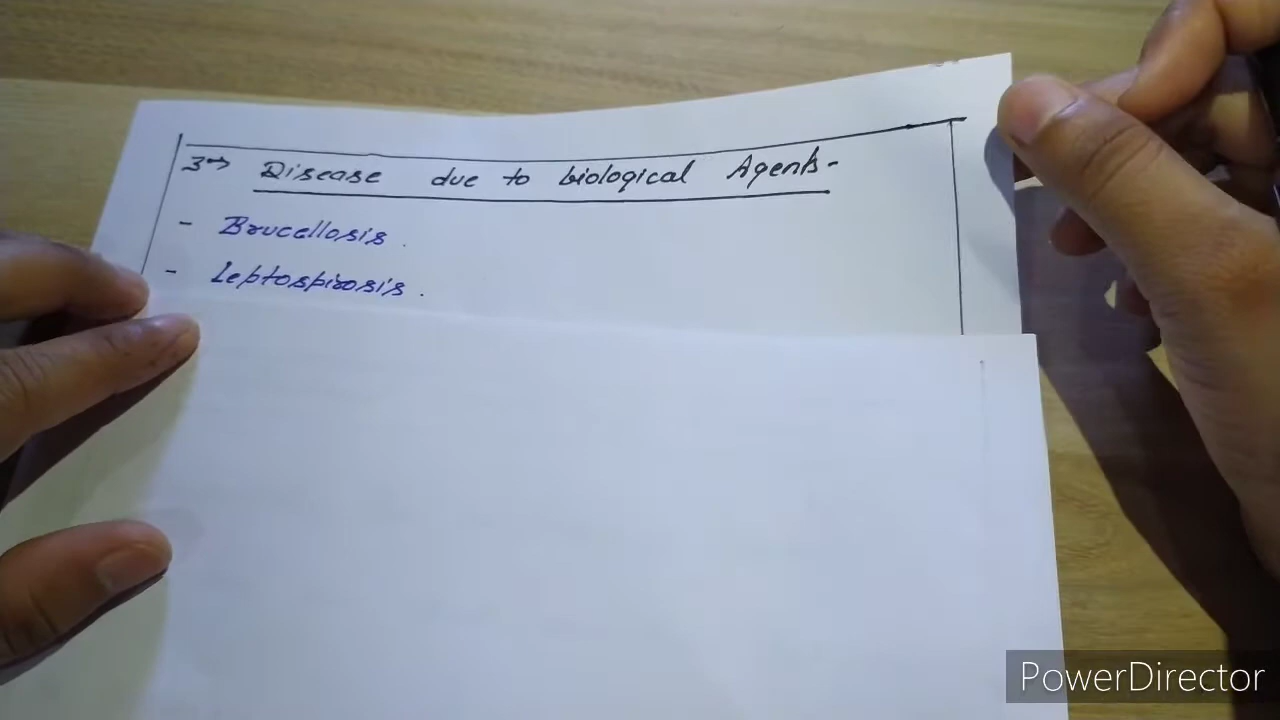 3→ Disease due to biological Agents-
- Brucellosis.
- Leptospirosis.
PowerDirector